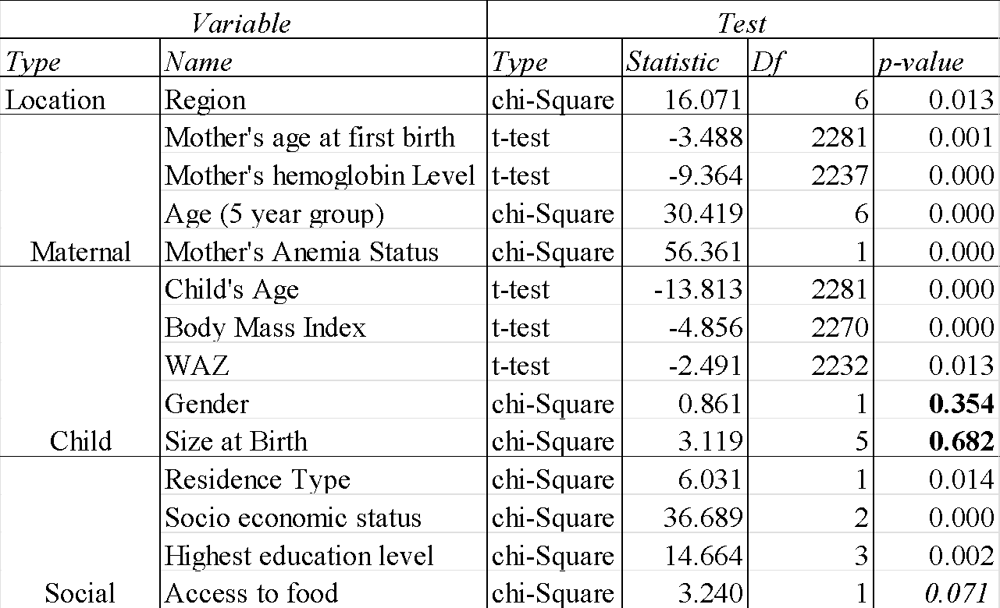 Variable Test
Type Name Type Statistic Df p-value
Location Region chi-Square 16.071 6 0.013
Mother's age at first birth t-test -3.488 2281 0.001
Mother's hemoglobin Level t-test -9.364 2237 0.000
Age (5 year group) chi-Square 30.419 6 0.000
Maternal Mother's Anemia Status chi-Square 56.361 1 0.000
Child's Age t-test -13.813 2281 0.000
Body Mass Index t-test -4.856 2270 0.000
WAZ t-test -2.491 2232 0.013
Gender chi-Square 0.861 1 0.354
Child Size at Birth chi-Square 3.119 5 0.682
Residence Type chi-Square 6.031 1 0.014
Socio economic status chi-Square 36.689 2 0.000
Highest education level chi-Square 14.664 3 0.002
Social Access to food chi-Square 3.240 1 0.071